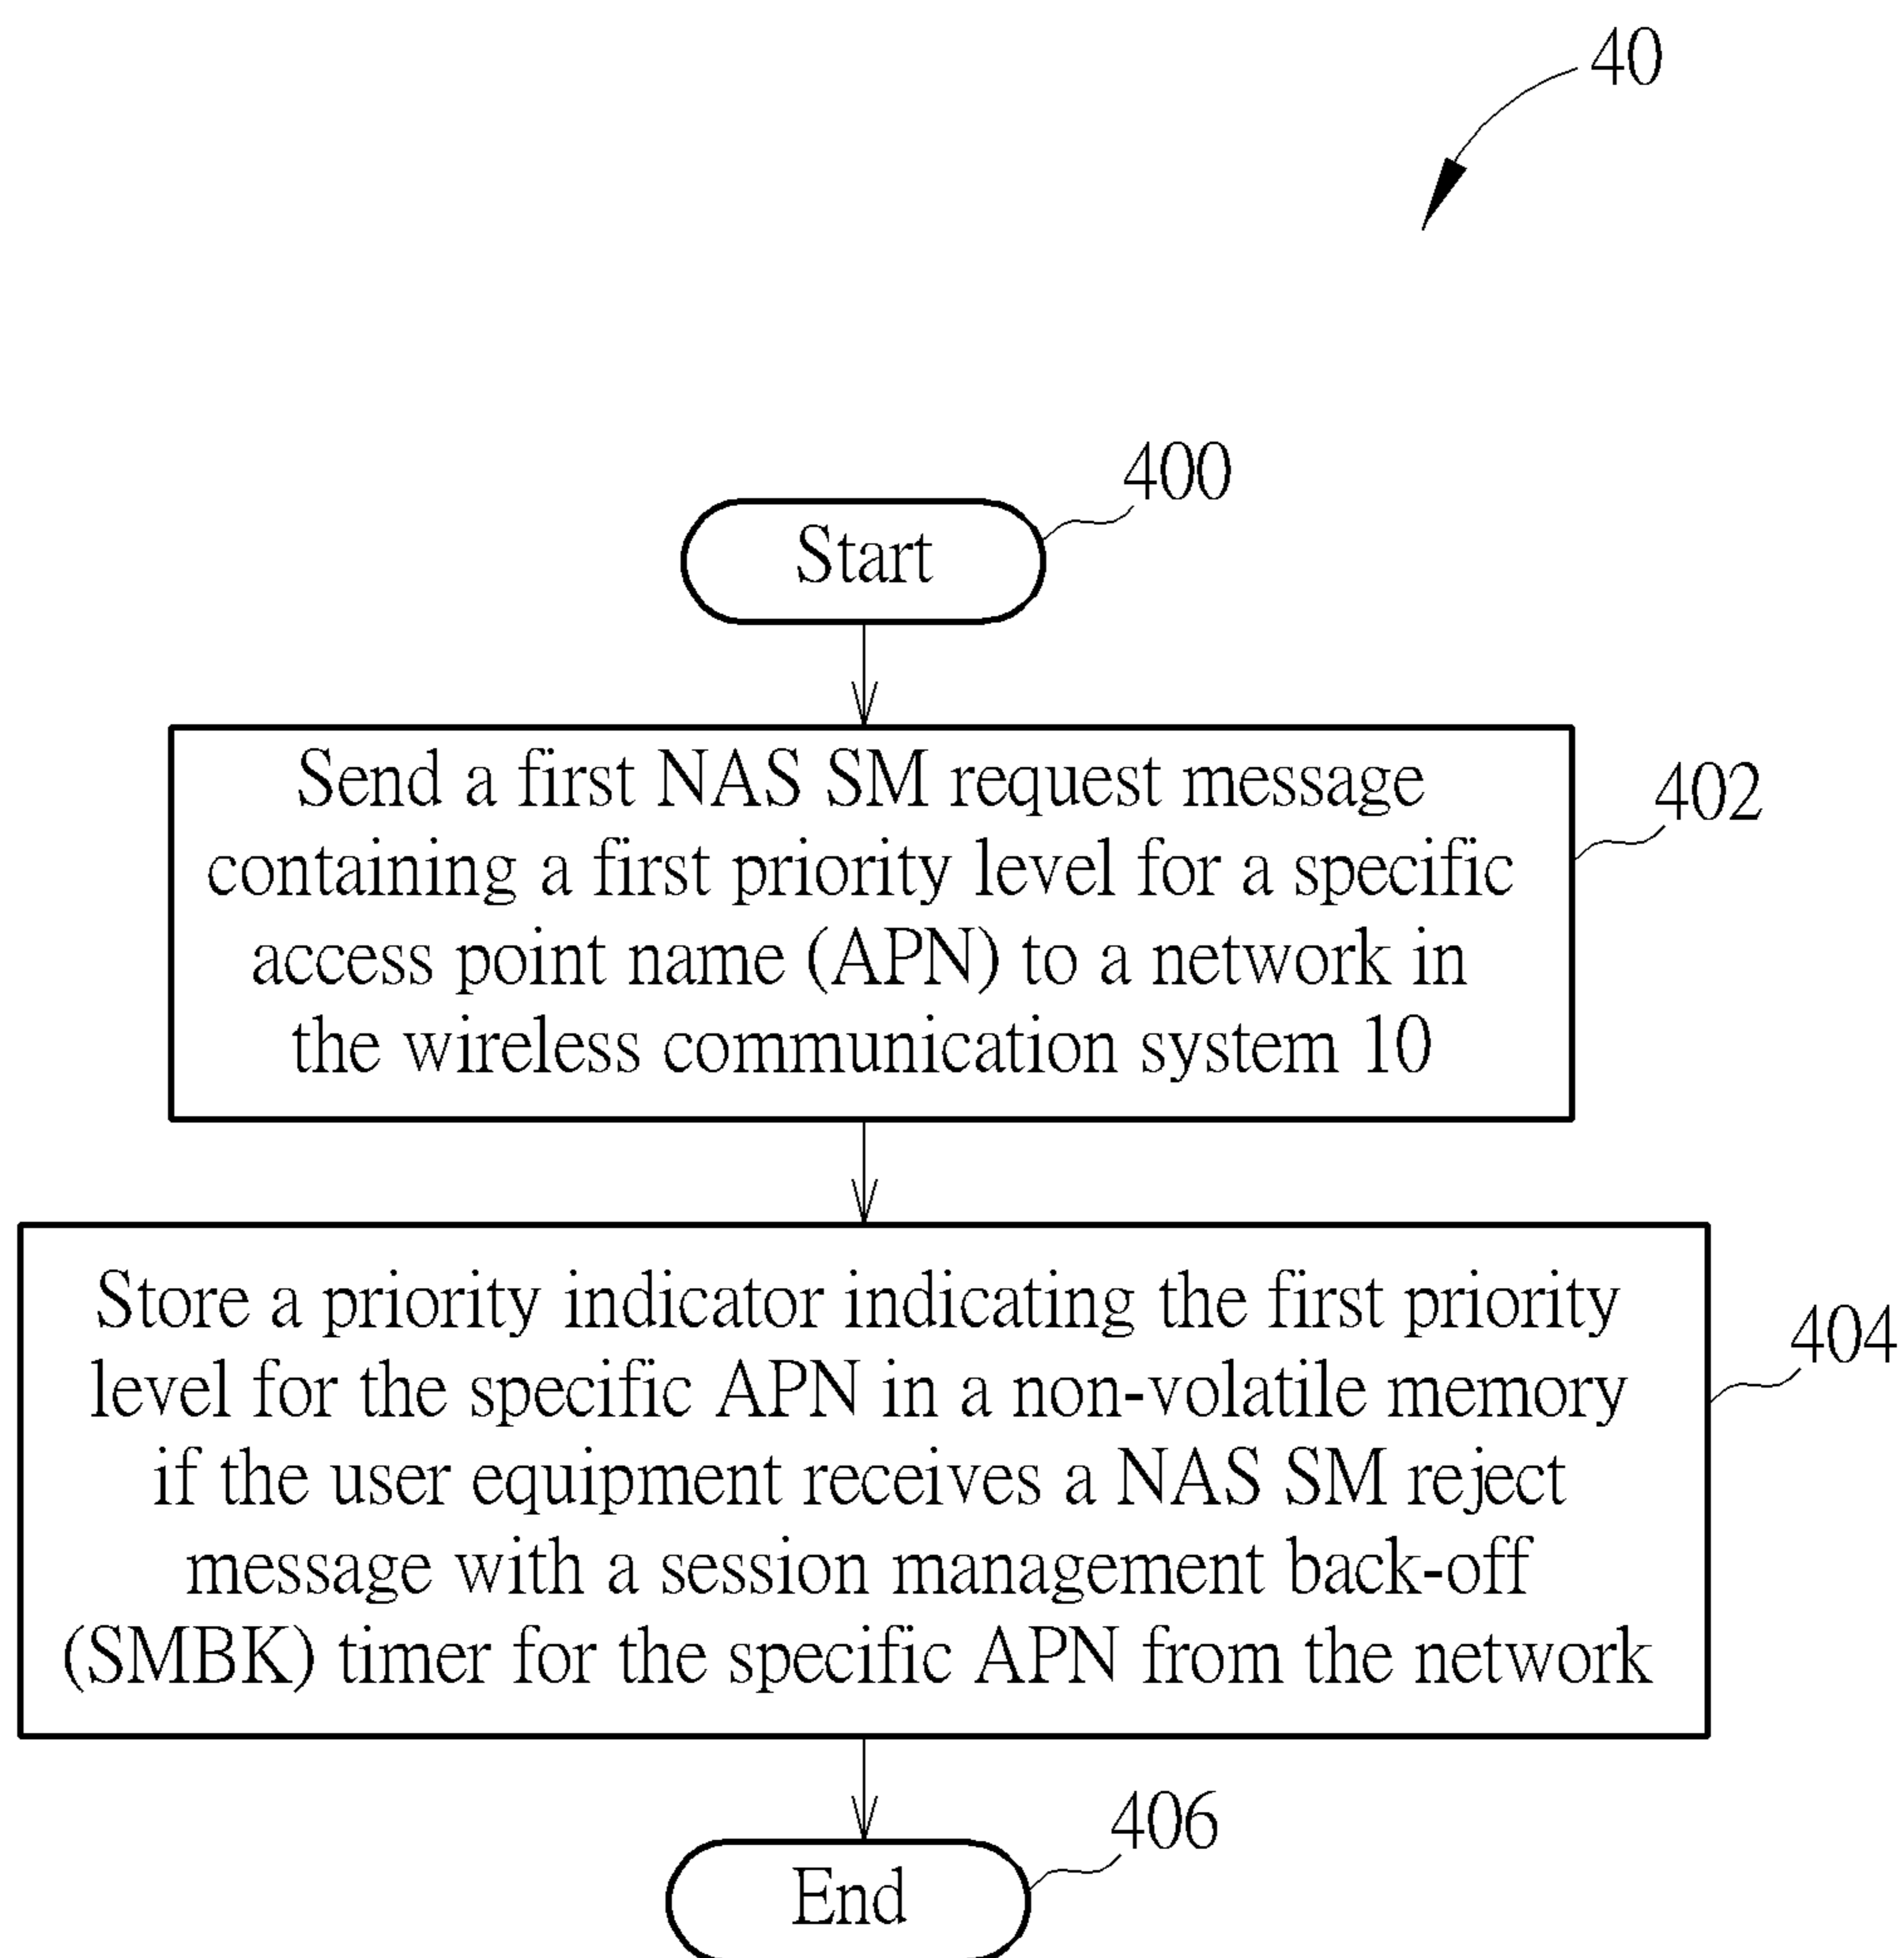 40
400
Start
Send a first NAS SM request message
containing a first priority level for a specific
access point name (APN) to a network in
the wireless communication system 10
402
Store a priority indicator indicating the first priority
level for the specific APN in a non-volatile memory
if the user equipment receives a NAS SM reject
message with a session management back-off
(SMBK) timer for the specific APN from the network
404
406
End